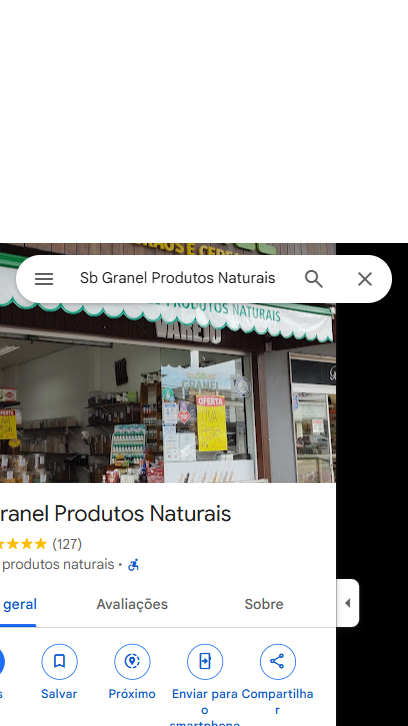 Sb Granel Produtos Naturais
PRODUTOS NATURAIS
VAREJO
GRANEL
OFERTA
OFERTA
ranel Produtos Naturais
(127)
produtos naturais ·
geral
Avaliações
Sobre
s
Salvar
Próximo
Enviar para
o
smartphone
Compartilha
r